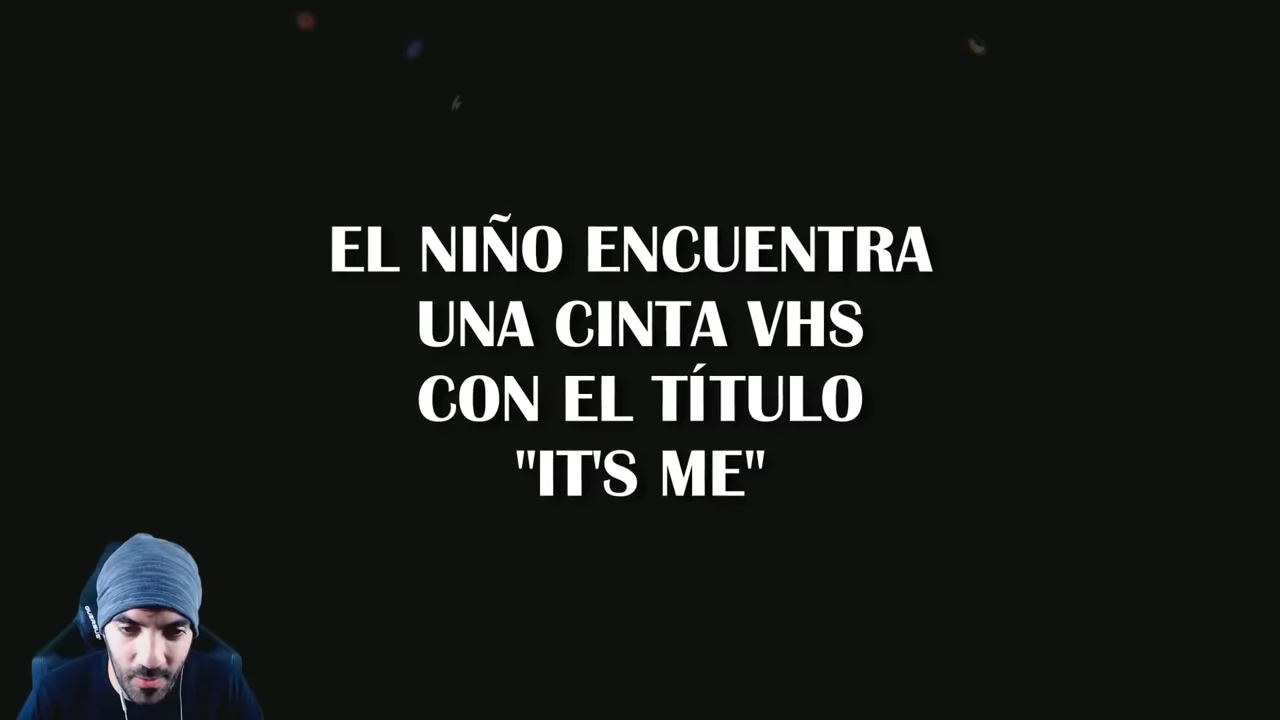 EL NIÑO ENCUENTRA
UNA CINTA VHS
CON EL TÍTULO
"IT'S ME"